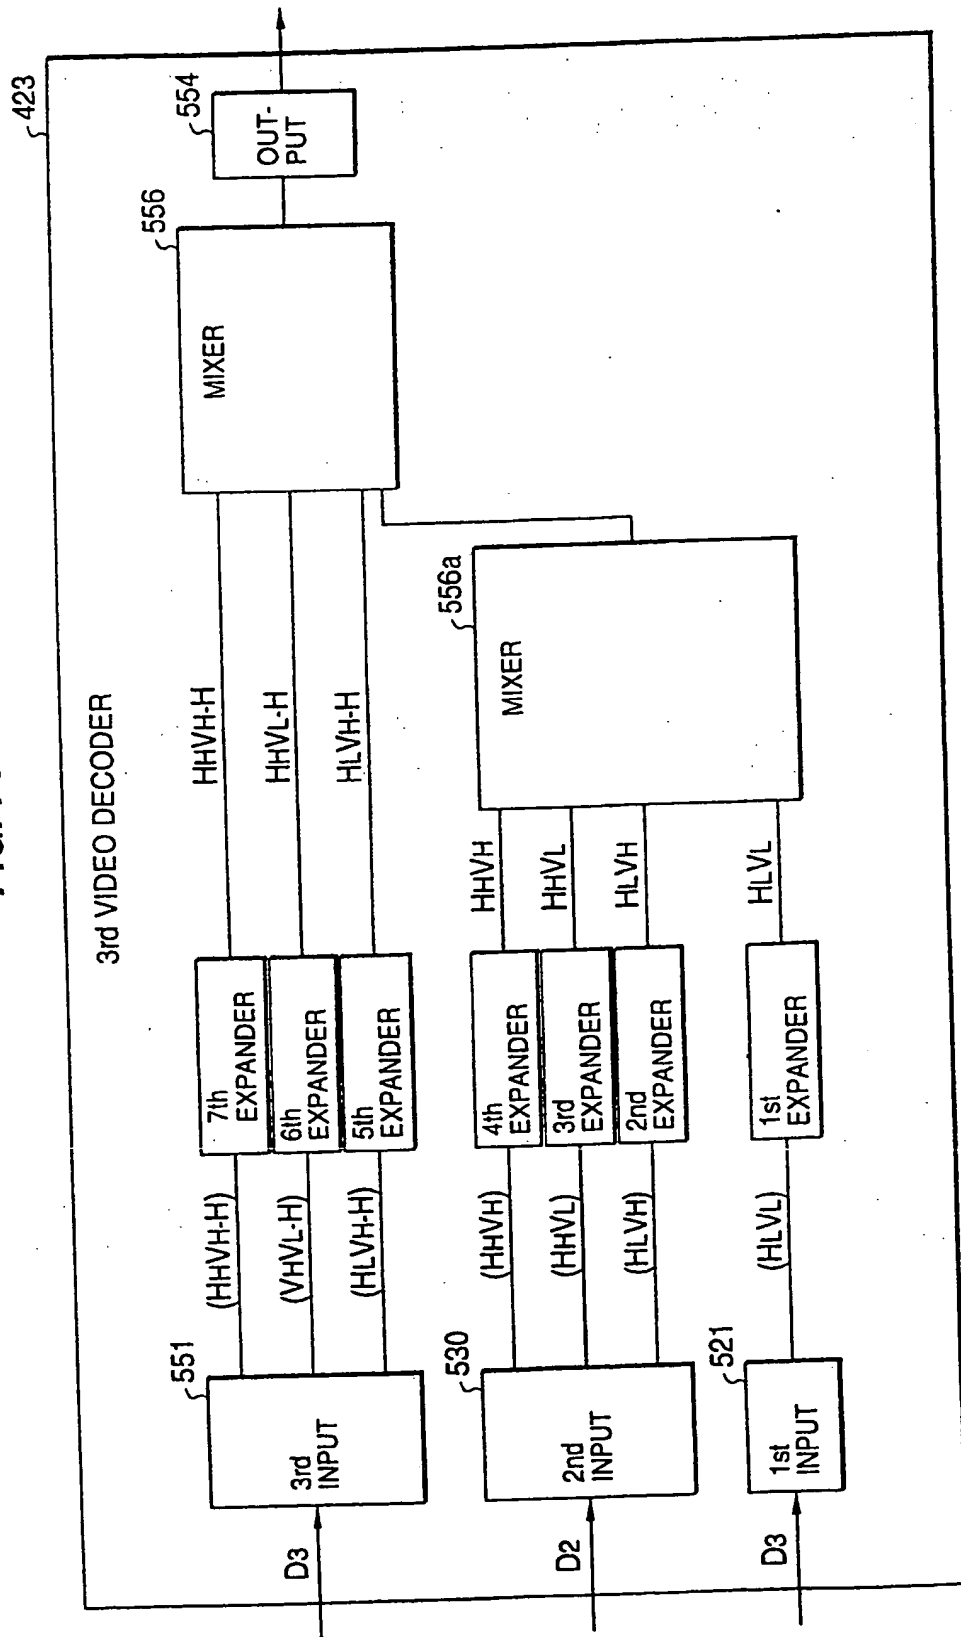 423
3rd VIDEO DECODER
D3
3rd
INPUT
551
(HHVH-H)
(VHVL-H)
(HLVH-H)
7th
EXPANDER
6th
EXPANDER
5th
EXPANDER
HHVH-H
HHVL-H
HLVH-H
MIXER
556
OUT-
PUT
554
D2
2nd
INPUT
530
(HHVH)
(HHVL)
(HLVH)
4th
EXPANDER
3rd
EXPANDER
2nd
EXPANDER
HHVH
HHVL
HLVH
MIXER
556a
D3
1st
INPUT
521
(HLVL)
1st
EXPANDER
HLVL